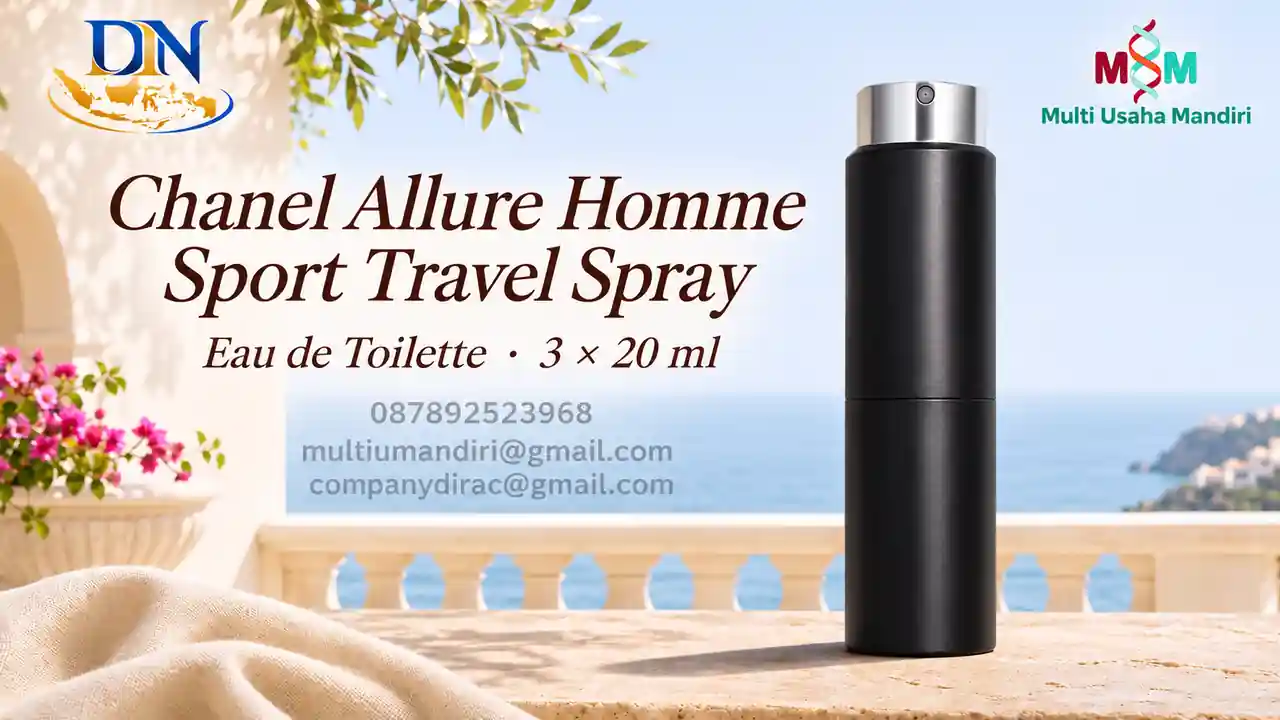 DN
MSM
Multi Usaha Mandiri
Chanel Allure Homme
Sport Travel Spray
Eau de Toilette · 3 × 20 ml
087892523968
multiumandiri@gmail.com
companydirac@gmail.com